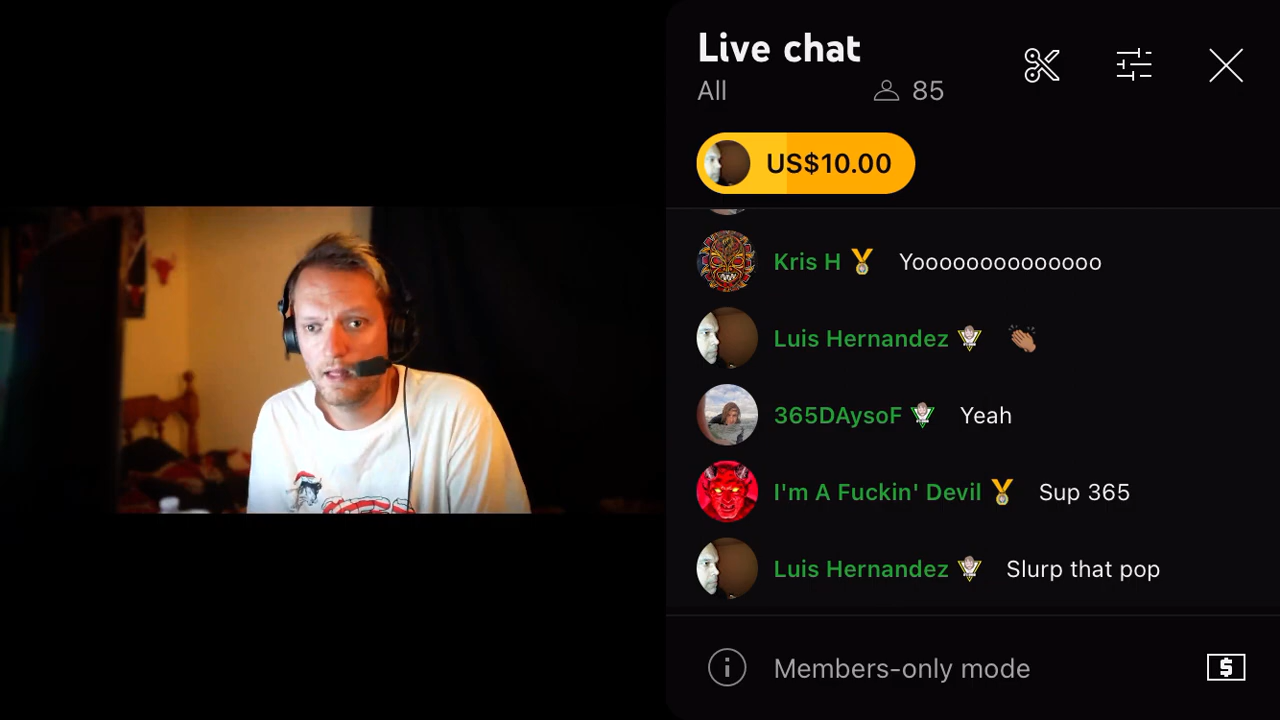 Live chat
All 85
US$10.00
Kris H Yoooooooooooooo
Luis Hernandez
365DAysoF Yeah
I'm A Fuckin' Devil Sup 365
Luis Hernandez Slurp that pop
Members-only mode